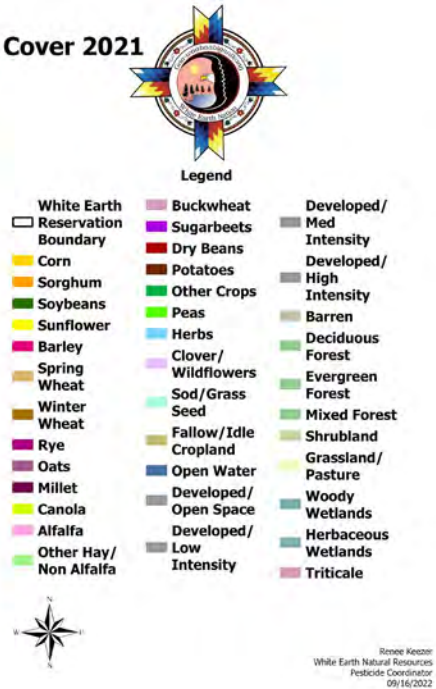 Cover 2021
White Earth Nation
Legend
White Earth
Reservation
Boundary
Corn
Sorghum
Soybeans
Sunflower
Barley
Spring
Wheat
Winter
Wheat
Rye
Oats
Millet
Canola
Alfalfa
Other Hay/
Non Alfalfa
Buckwheat
Sugarbeets
Dry Beans
Potatoes
Other Crops
Peas
Herbs
Clover/
Wildflowers
Sod/Grass
Seed
Fallow/Idle
Cropland
Open Water
Developed/
Open Space
Developed/
Low
Intensity
Developed/
Med
Intensity
Developed/
High
Intensity
Barren
Deciduous
Forest
Evergreen
Forest
Mixed Forest
Shrubland
Grassland/
Pasture
Woody
Wetlands
Herbaceous
Wetlands
Triticale
N
W
E
Renee Keezer
White Earth Natural Resources
Pesticide Coordinator
09/16/2022